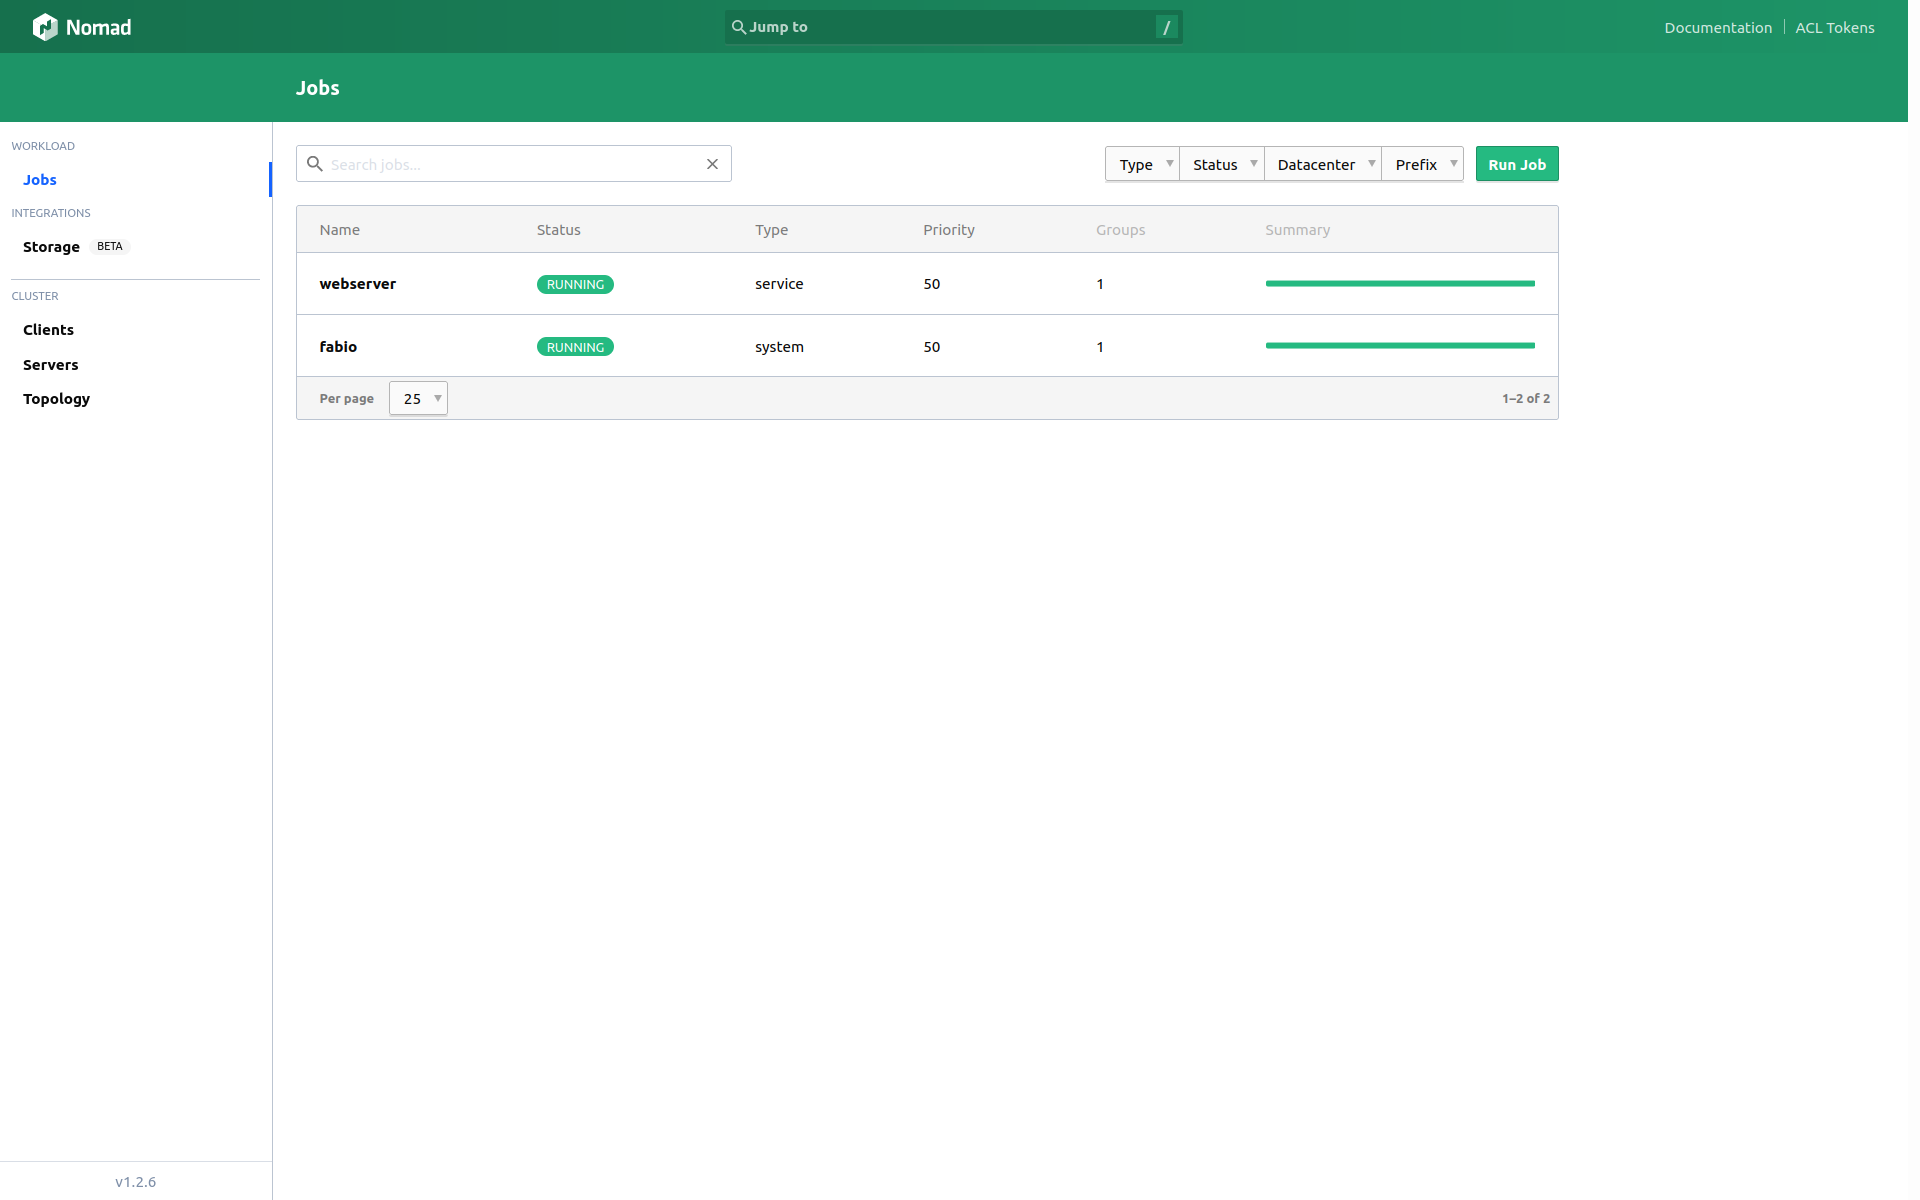 Nomad
Jump to /
Documentation ACL Tokens
Jobs
WORKLOAD
Jobs
INTEGRATIONS
Storage BETA
CLUSTER
Clients
Servers
Topology
v1.2.6
Search jobs...
Type Status Datacenter Prefix Run Job
Name Status Type Priority Groups Summary
webserver RUNNING service 50 1
fabio RUNNING system 50 1
Per page 25 1–2 of 2